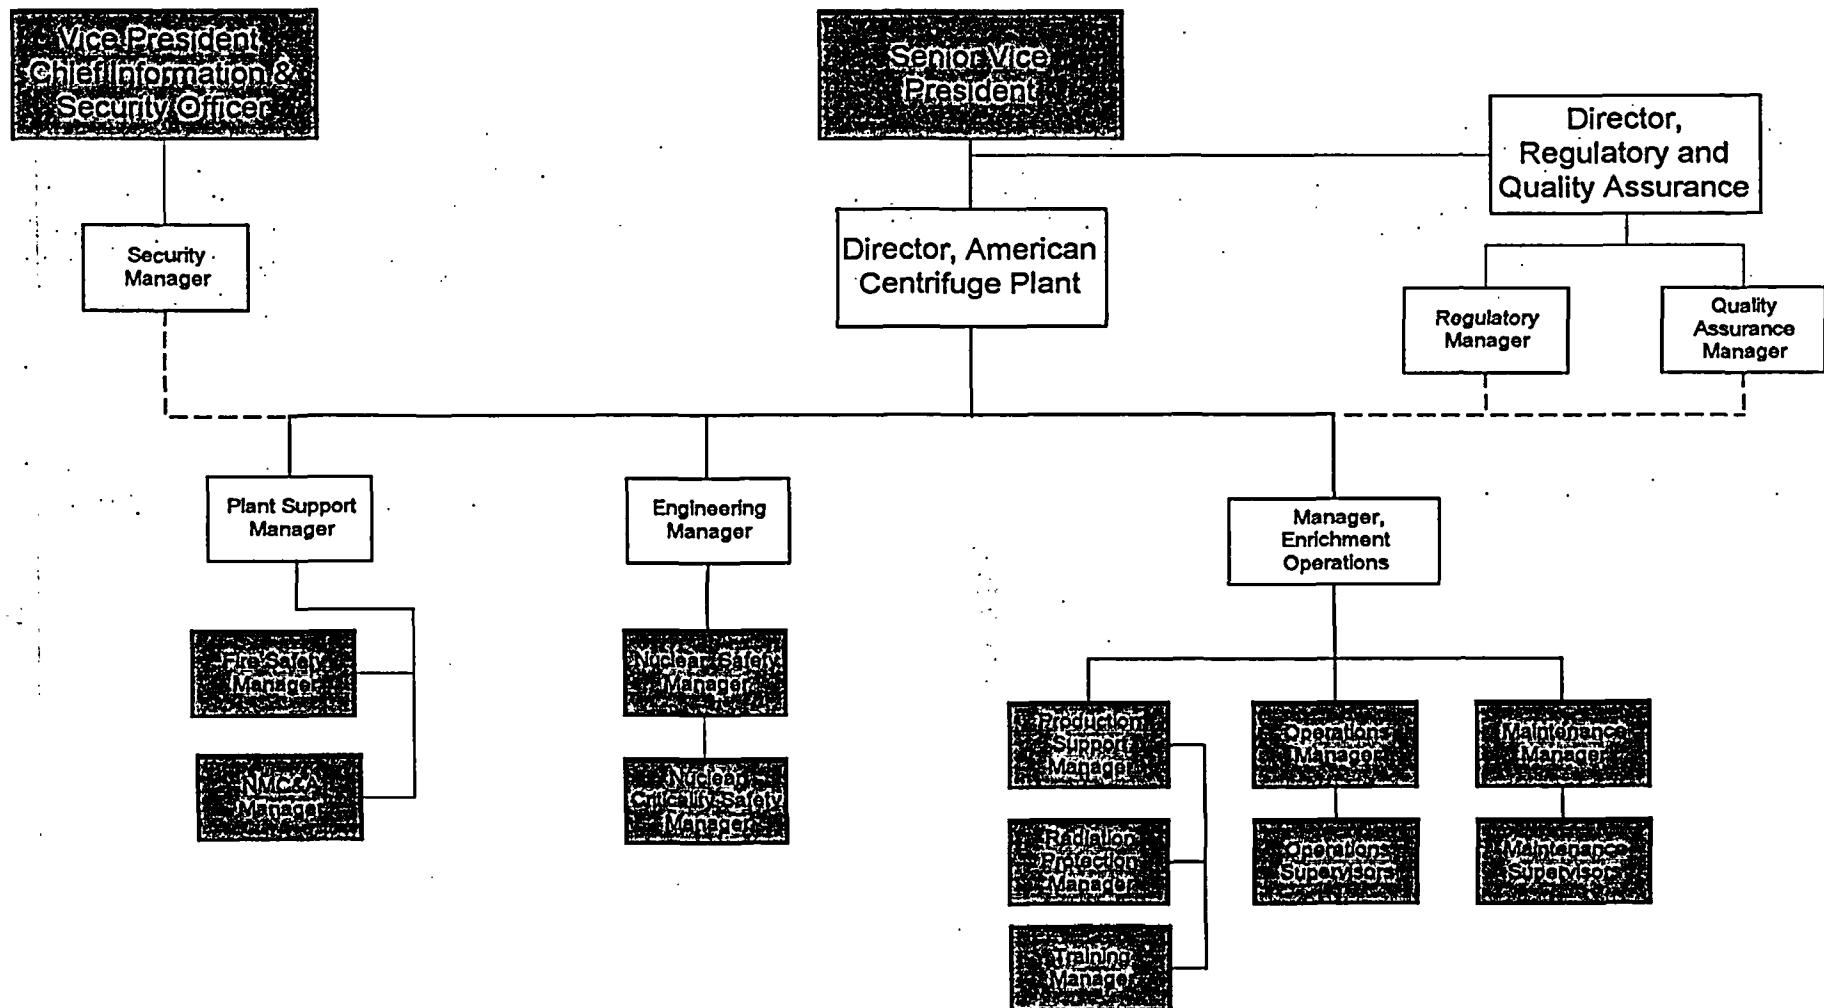 Vice President
Chief Information &
Security Officer
Senior Vice
President
Director,
Regulatory and
Quality Assurance
Security
Manager
Director, American
Centrifuge Plant
Regulatory
Manager
Quality
Assurance
Manager
Plant Support
Manager
Engineering
Manager
Manager,
Enrichment
Operations
Fire Safety
Manager
Nuclear Safety
Manager
Production
Support
Manager
Operations
Manager
Maintenance
Manager
NMC&A
Manager
Nuclear
Criticality Safety
Manager
Radiation
Protection
Manager
Operations
Supervisors
Maintenance
Supervisors
Training
Manager